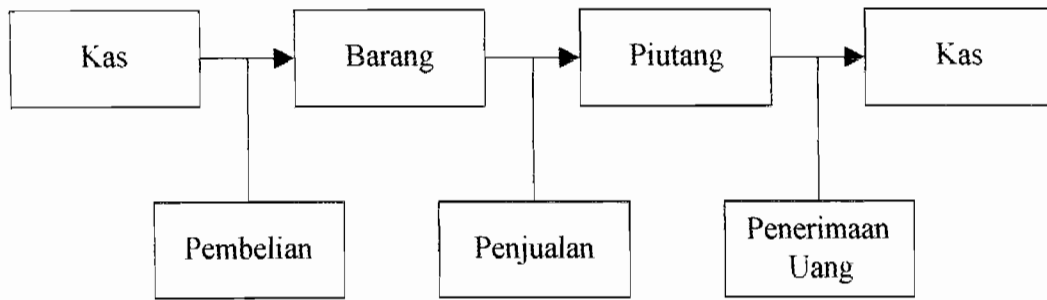 Kas
Barang
Piutang
Kas
Pembelian
Penjualan
Penerimaan
Uang